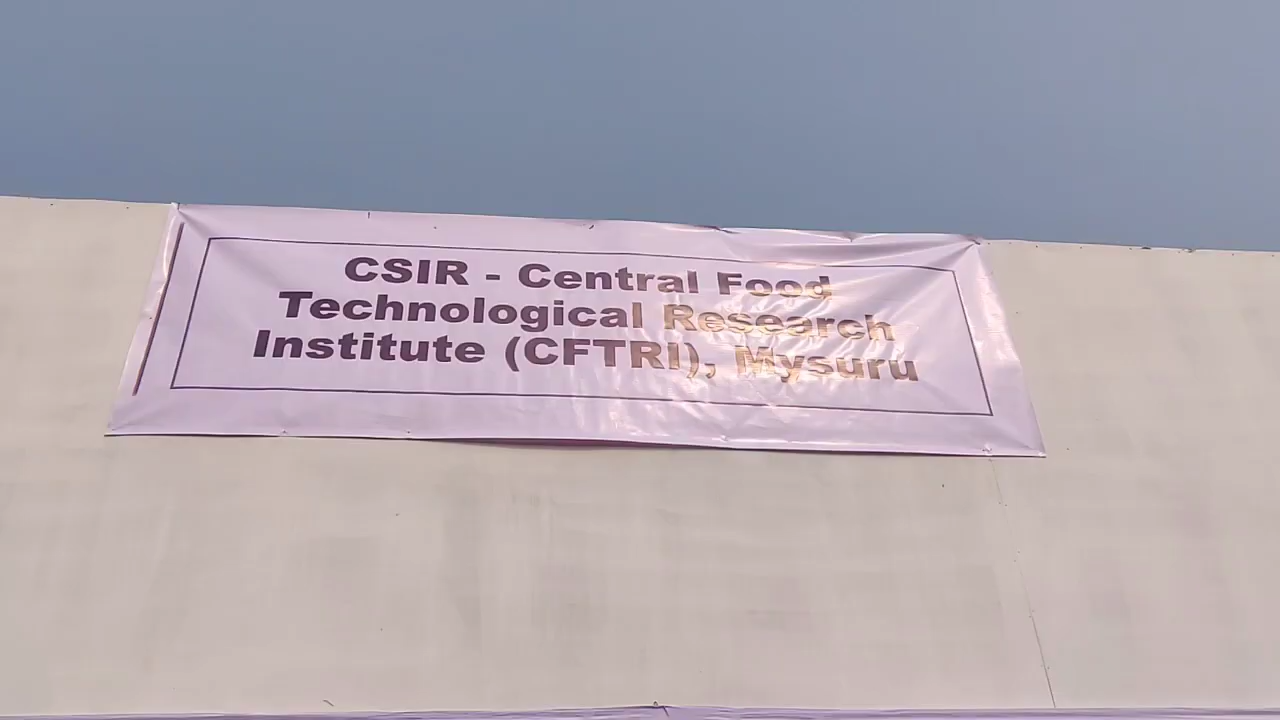 CSIR - Central Food
Technological Research
Institute (CFTRI), Mysuru